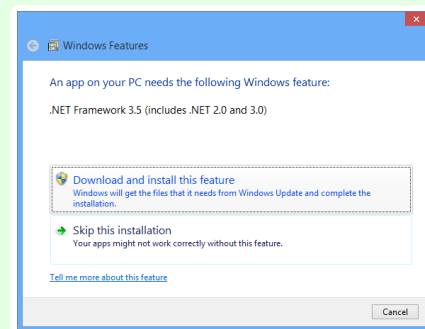 Windows Features
An app on your PC needs the following Windows feature:
.NET Framework 3.5 (includes .NET 2.0 and 3.0)
Download and install this feature
Windows will get the files that it needs from Windows Update and complete the
installation.
Skip this installation
Your apps might not work correctly without this feature.
Tell me more about this feature
Cancel